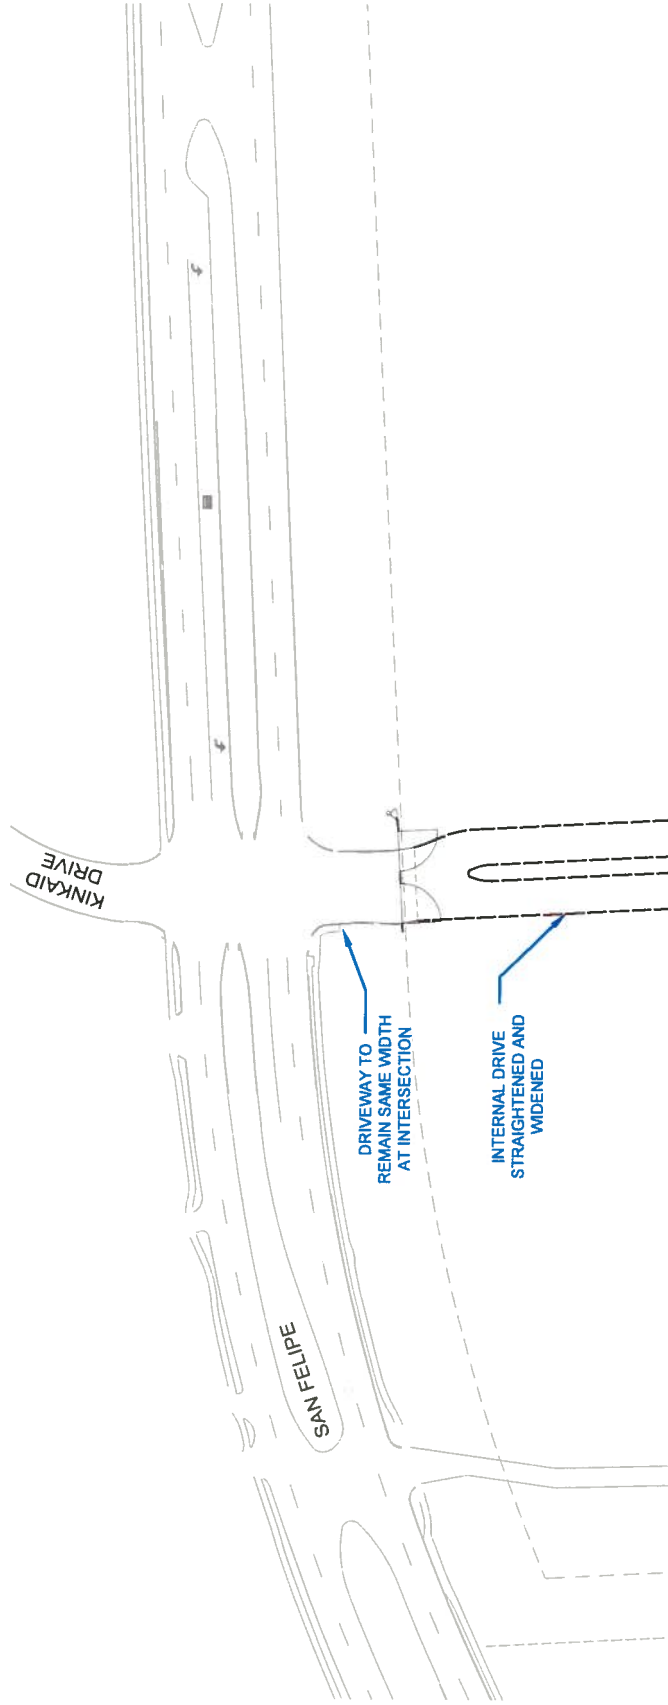 KINKAID
DRIVE
DRIVEWAY TO
REMAIN SAME WIDTH
AT INTERSECTION
INTERNAL DRIVE
STRAIGHTENED AND
WIDENED
SAN FELIPE